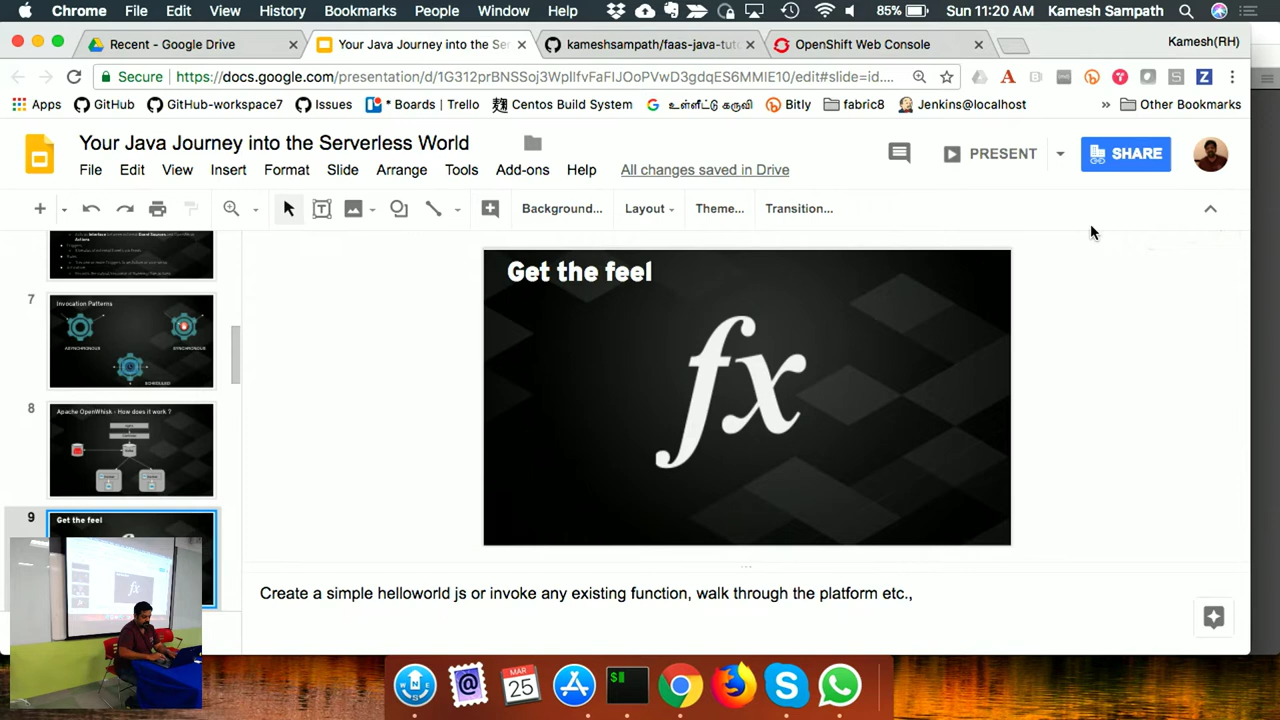 Chrome File Edit View History Bookmarks People Window Help 85% Sun 11:20 AM Kamesh Sampath
Recent - Google Drive
Your Java Journey into the Ser
kameshsampath/faas-java-tuto
OpenShift Web Console
Kamesh(RH)
Secure https://docs.google.com/presentation/d/1G312prBNSSoj3WpIlfvFaFIJOoPVwD3gdqES6MMIE10/edit#slide=id....
Apps GitHub GitHub-workspace7 Issues * Boards | Trello Centos Build System உள்ளீட்டு கருவி Bitly fabric8 Jenkins@localhost » Other Bookmarks
Your Java Journey into the Serverless World
PRESENT
SHARE
File Edit View Insert Format Slide Arrange Tools Add-ons Help All changes saved in Drive
Background... Layout Theme... Transition...
7
Invocation Patterns
ASYNCHRONOUS
SYNCHRONOUS
SCHEDULED
8
Apache OpenWhisk - How does it work ?
9
Get the feel
Get the feel
fx
Create a simple helloworld js or invoke any existing function, walk through the platform etc.,
MAR
25